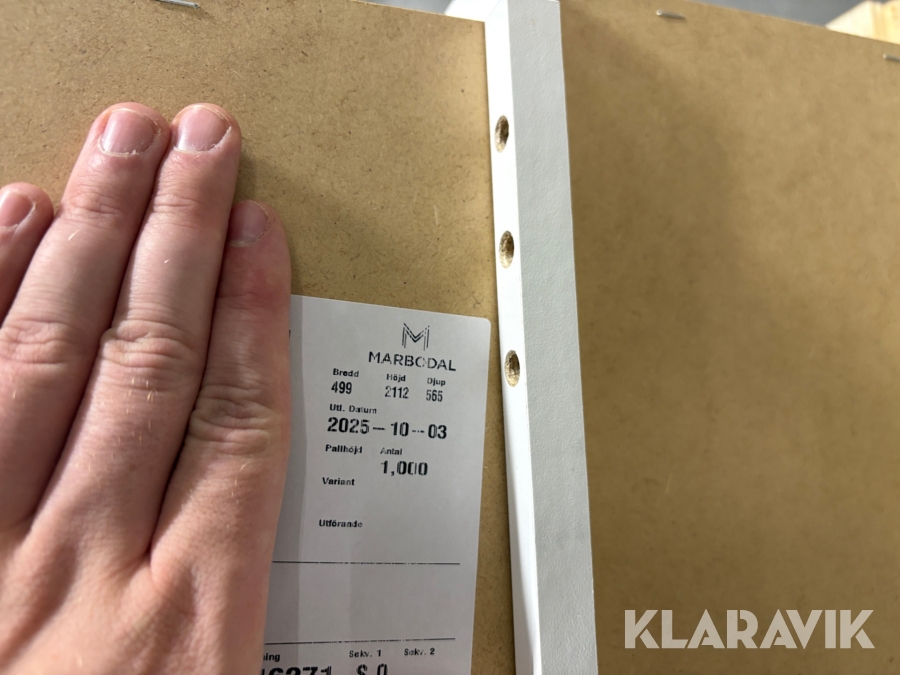 MARBODAL
Bredd Höjd Djup
499 2112 565
Utl. Datum
2025-10-03
Pallhöjd Antal
1,000
Variant
Utförande
Sekv. 1 Sekv. 2
KLARAVIK